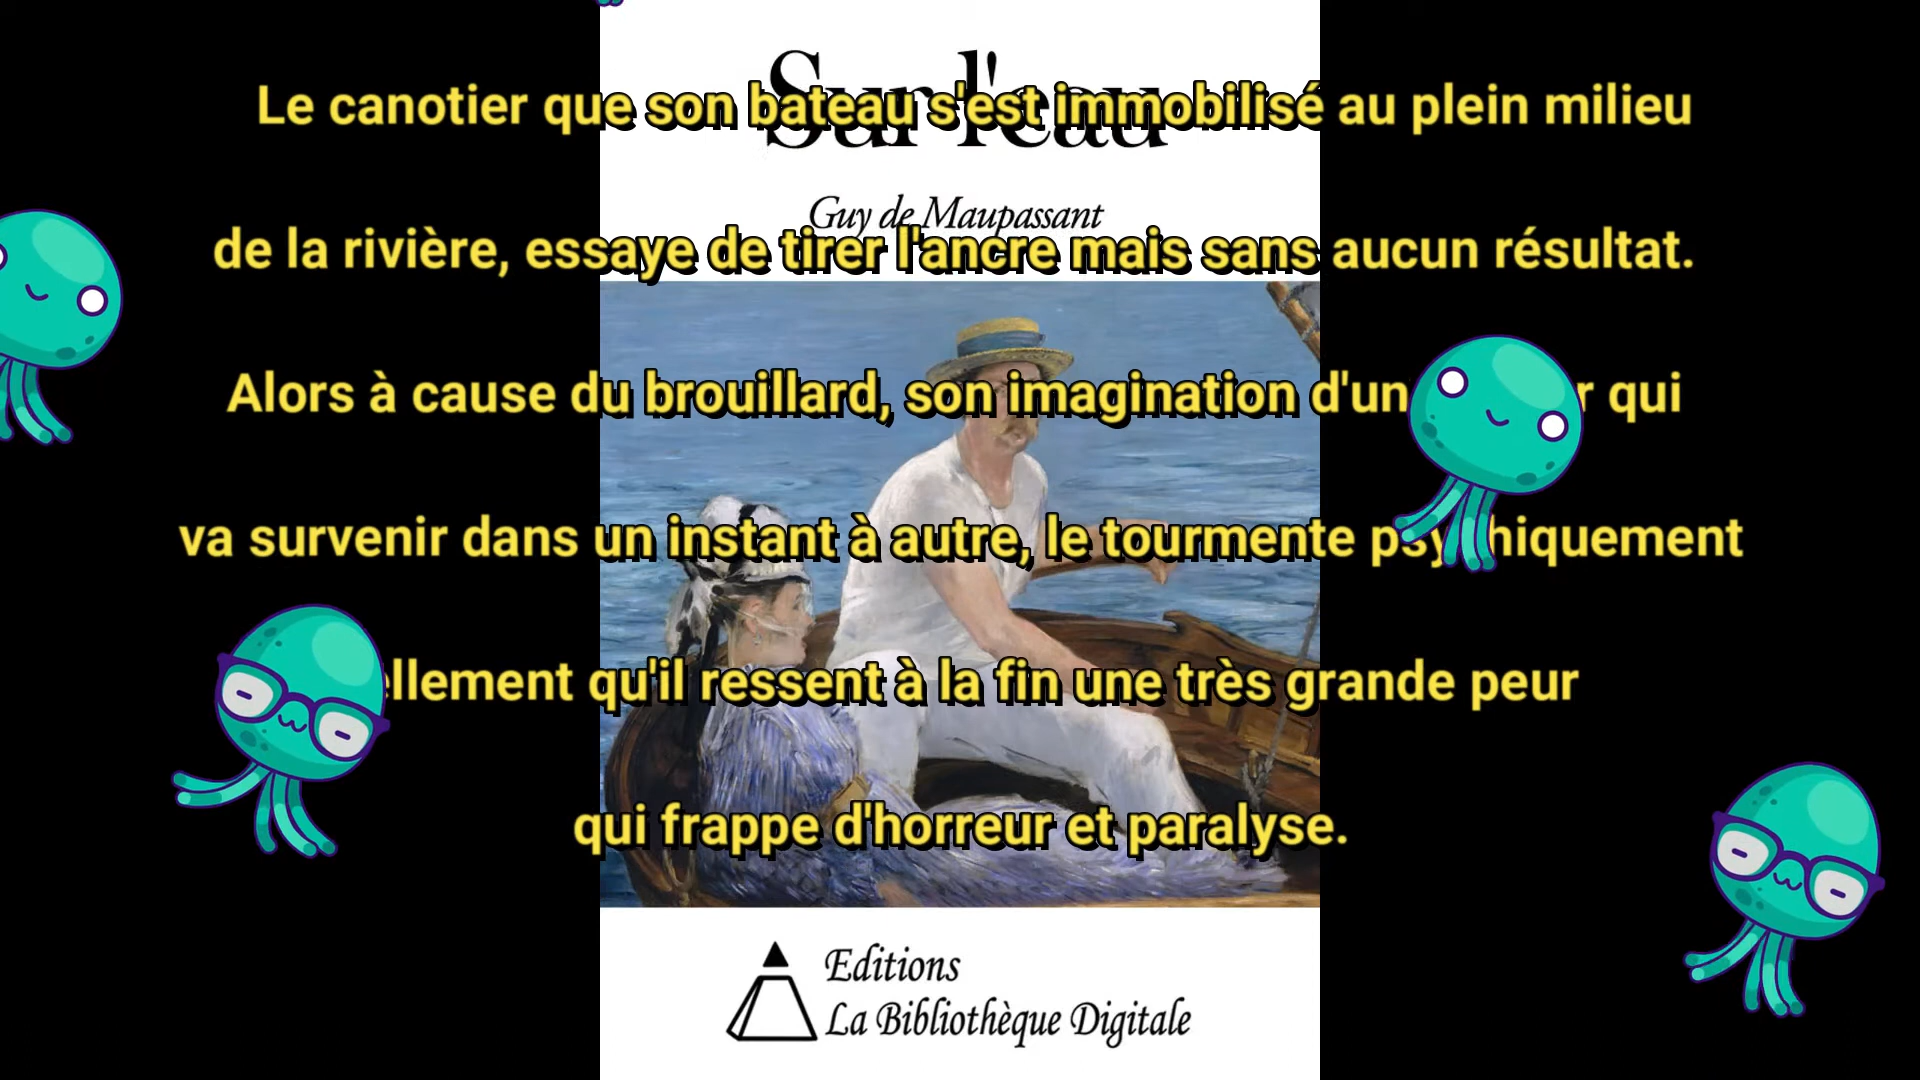 Sur l'eau
Le canotier que son bateau s'est immobilisé au plein milieu
Guy de Maupassant
de la rivière, essaye de tirer l'ancre mais sans aucun résultat.
Alors à cause du brouillard, son imagination d'un qui
va survenir dans un instant à autre, le tourmente
qu'il ressent à la fin une très grande peur
qui frappe d'horreur et paralyse.
Editions
La Bibliothèque Digitale